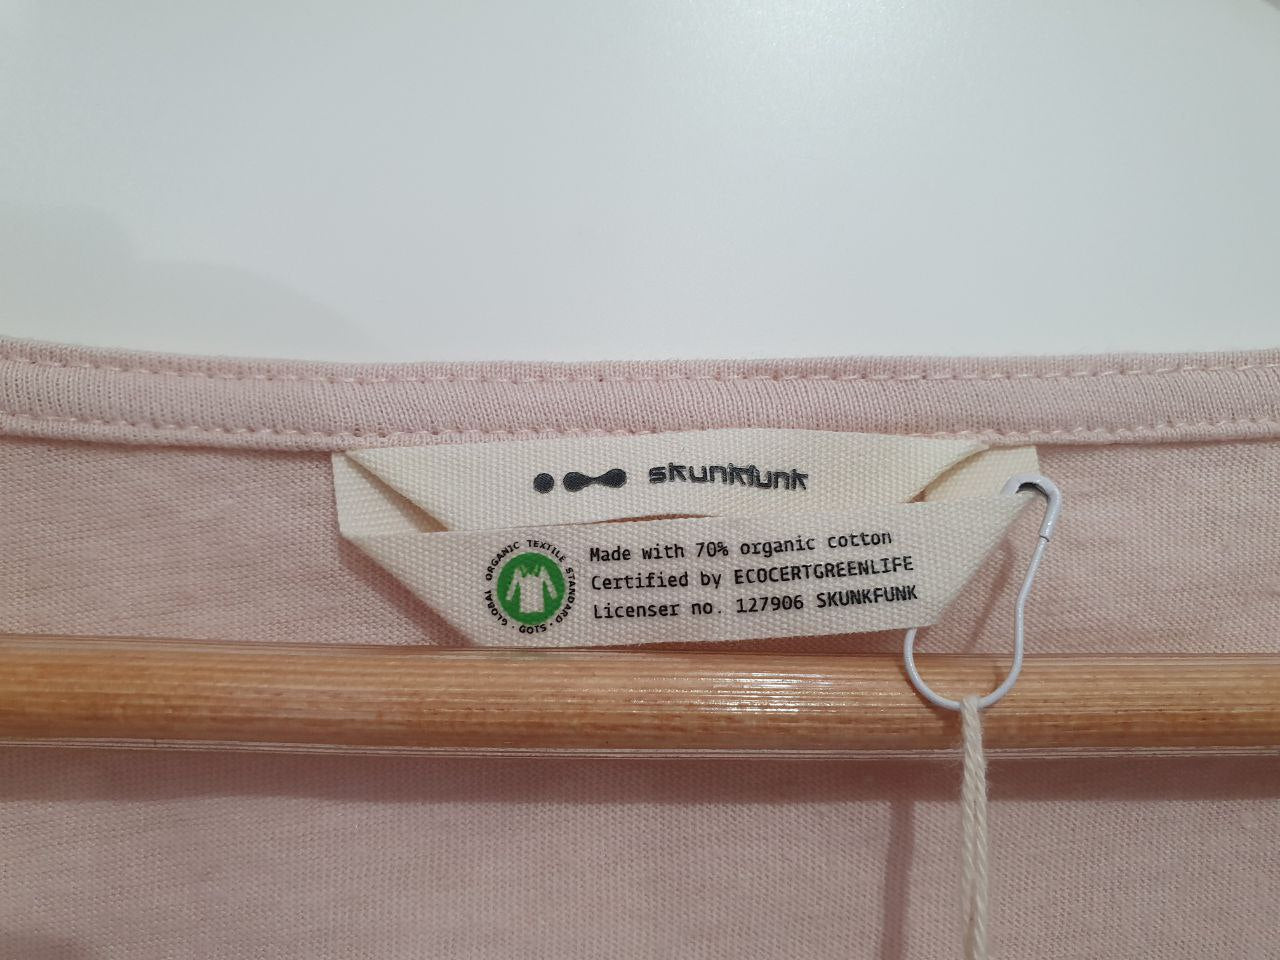 skunkfunk
GLOBAL ORGANIC TEXTILE STANDARD · GOTS ·
Made with 70% organic cotton
Certified by ECOCERTGREENLIFE
Licenser no. 127906 SKUNKFUNK